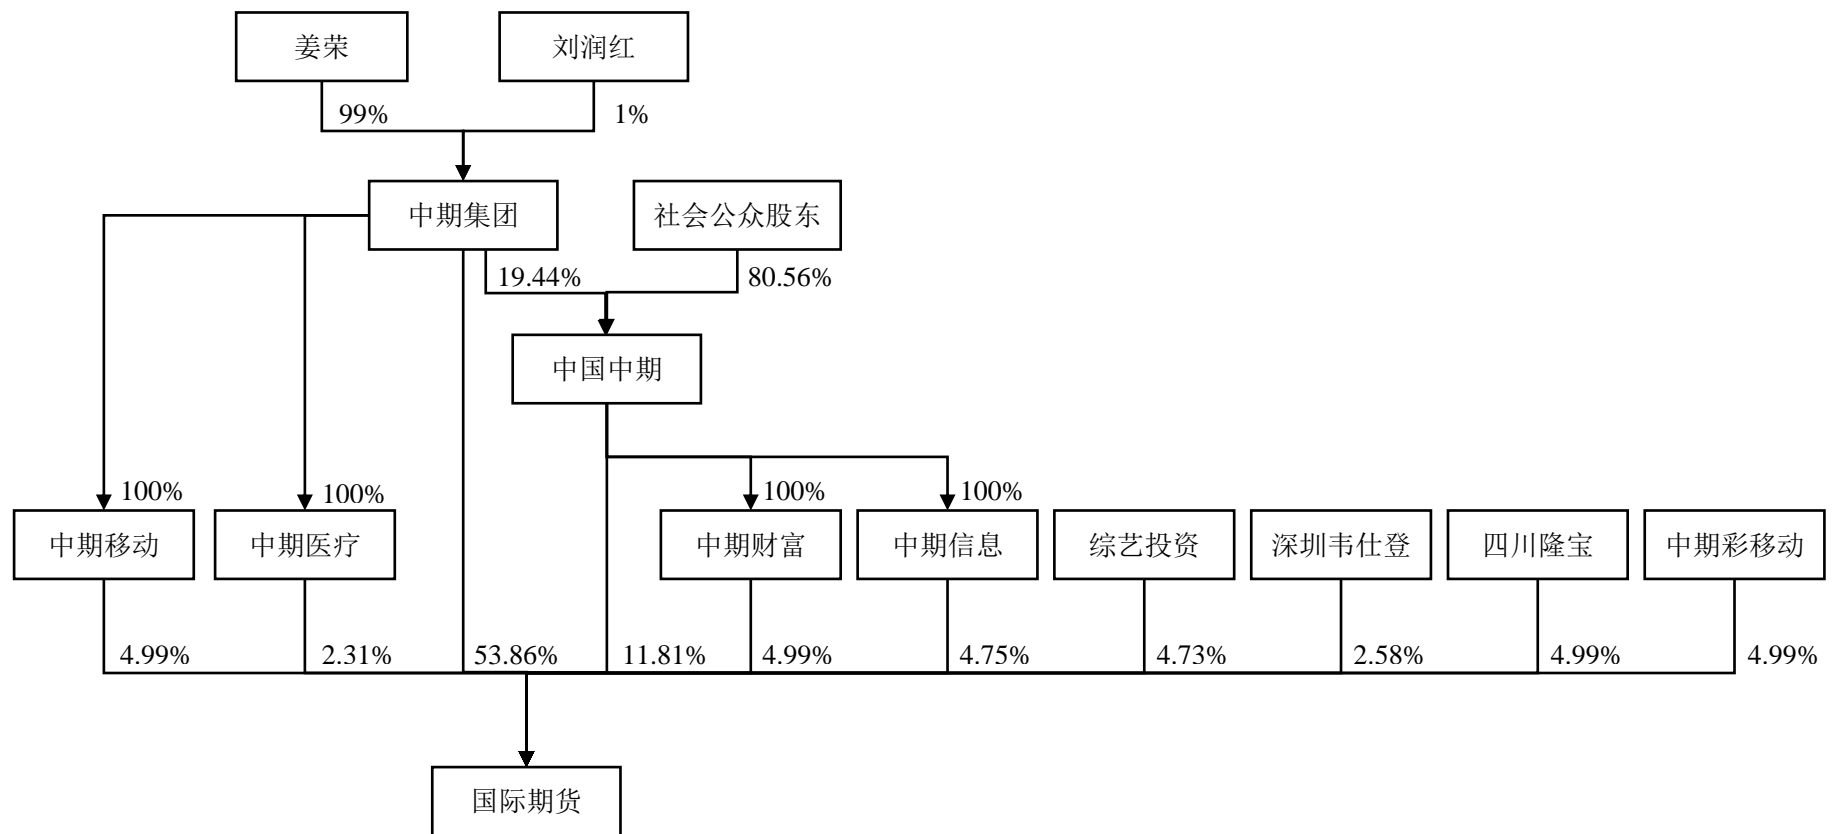 姜荣
刘润红
99%
1%
中期集团
社会公众股东
19.44%
80.56%
中国中期
100%
100%
100%
100%
中期移动
中期医疗
中期财富
中期信息
综艺投资
深圳韦仕登
四川隆宝
中期彩移动
4.99%
2.31%
53.86%
11.81%
4.99%
4.75%
4.73%
2.58%
4.99%
4.99%
国际期货